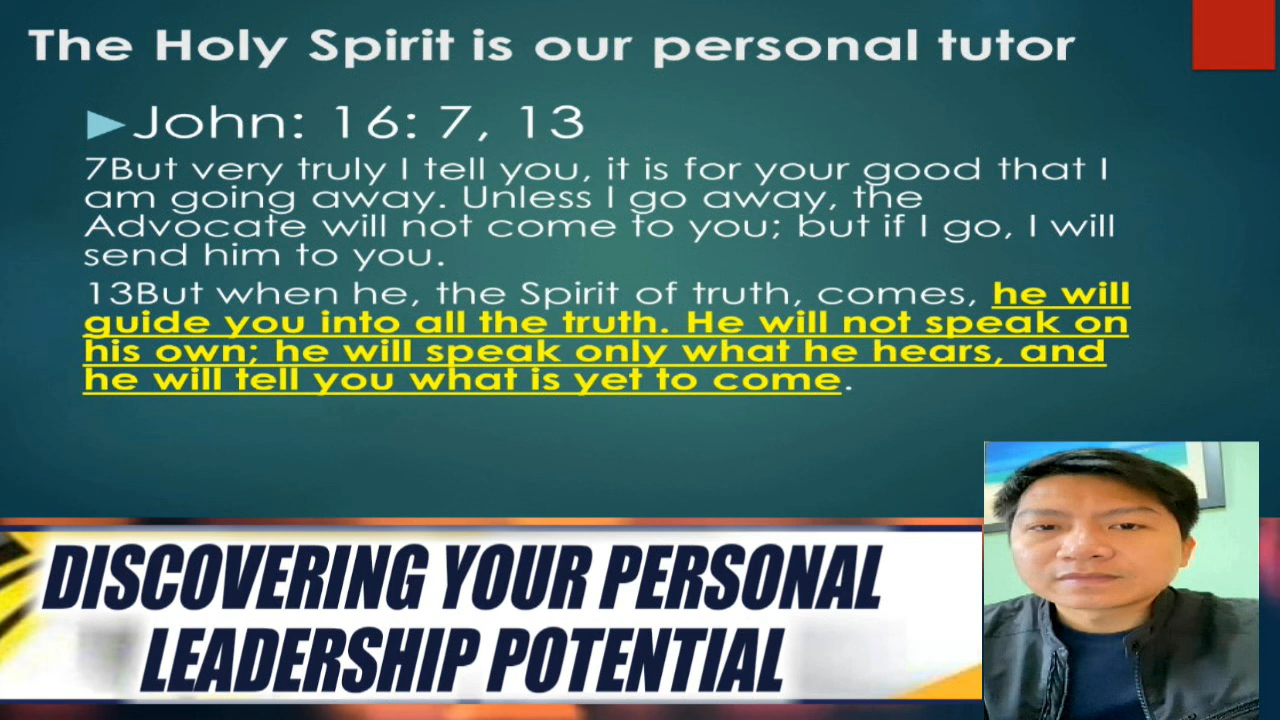 The Holy Spirit is our personal tutor
John: 16: 7, 13
7But very truly I tell you, it is for your good that I
am going away. Unless I go away, the
Advocate will not come to you; but if I go, I will
send him to you.
13But when he, the Spirit of truth, comes, he will
guide you into all the truth. He will not speak on
his own; he will speak only what he hears, and
he will tell you what is yet to come.
DISCOVERING YOUR PERSONAL
LEADERSHIP POTENTIAL